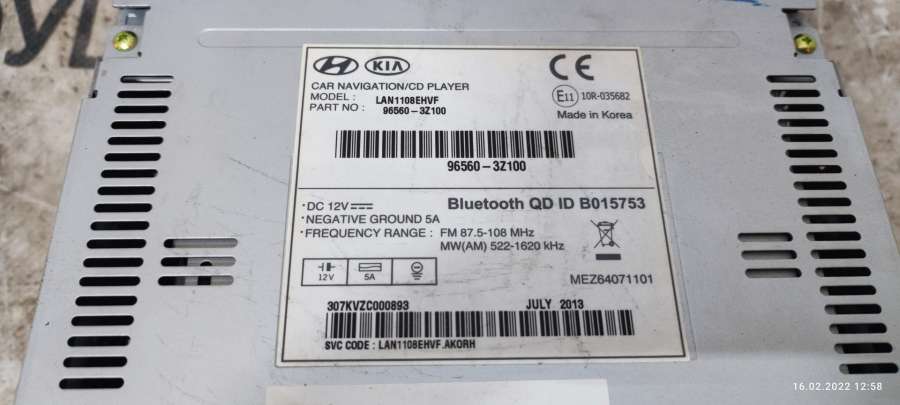 KIA
CAR NAVIGATION/CD PLAYER
MODEL : LAN1108EHVF
PART NO : 96560-3Z100
CE
E11 10R-035682
Made in Korea
96560-3Z100
·DC 12V
·NEGATIVE GROUND 5A
·FREQUENCY RANGE : FM 87.5-108 MHz
MW(AM) 522-1620 kHz
Bluetooth QD ID B015753
12V 5A
MEZ64071101
307KVZC000893 JULY 2013
SVC CODE : LAN1108EHVF.AKORH
16.02.2022 12:58